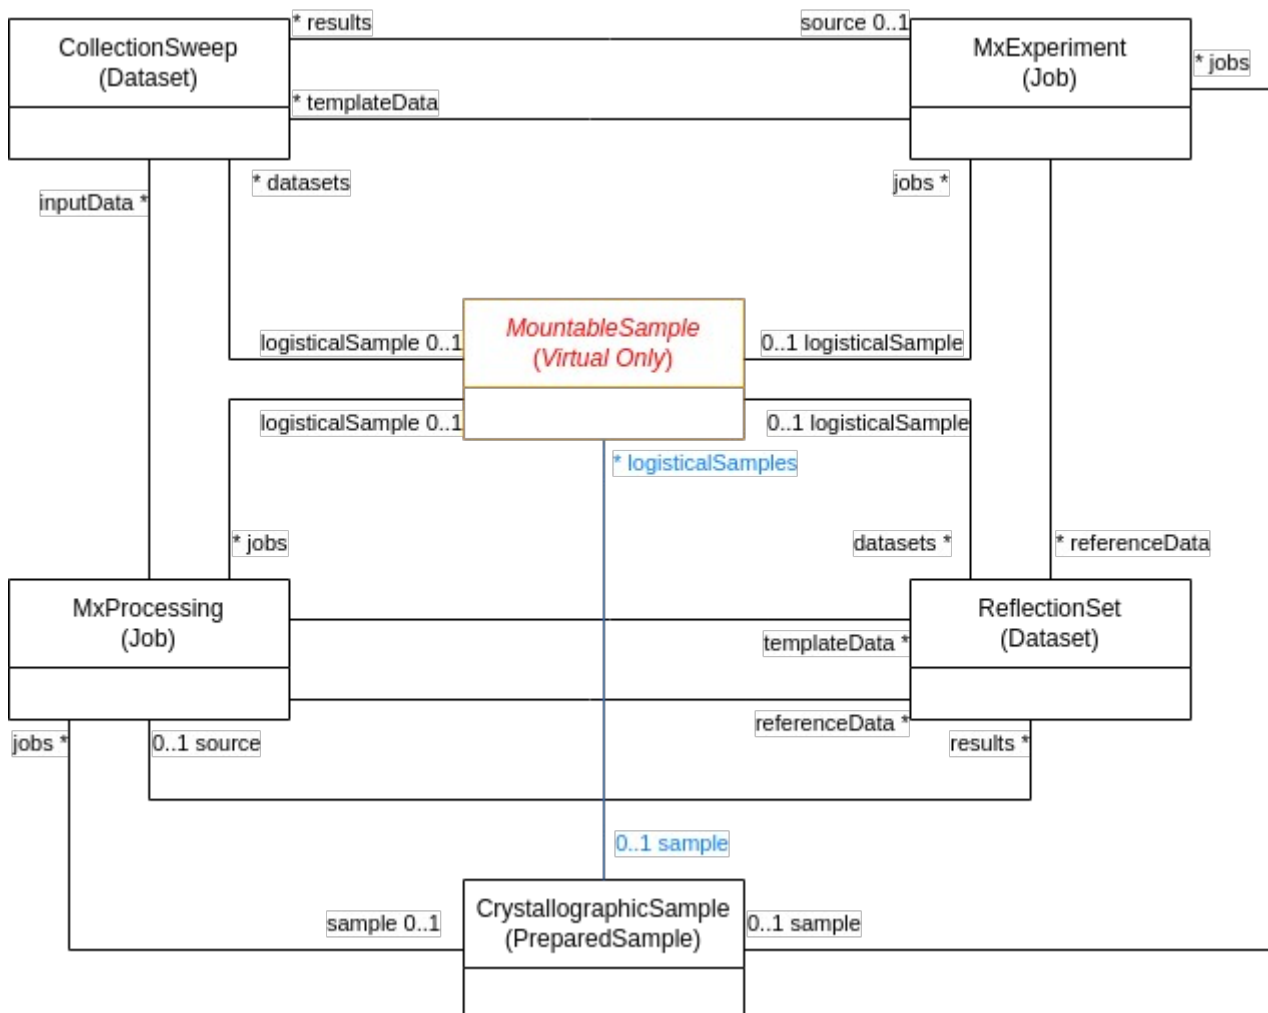 * results
source 0..1
CollectionSweep
(Dataset)
MxExperiment
(Job)
* jobs
* templateData
inputData *
* datasets
jobs *
MountableSample
(Virtual Only)
logisticalSample 0..1
0..1 logisticalSample
logisticalSample 0..1
0..1 logisticalSample
* logisticalSamples
* jobs
datasets *
* referenceData
MxProcessing
(Job)
ReflectionSet
(Dataset)
templateData *
referenceData *
jobs *
0..1 source
results *
0..1 sample
sample 0..1
CrystallographicSample
(PreparedSample)
0..1 sample